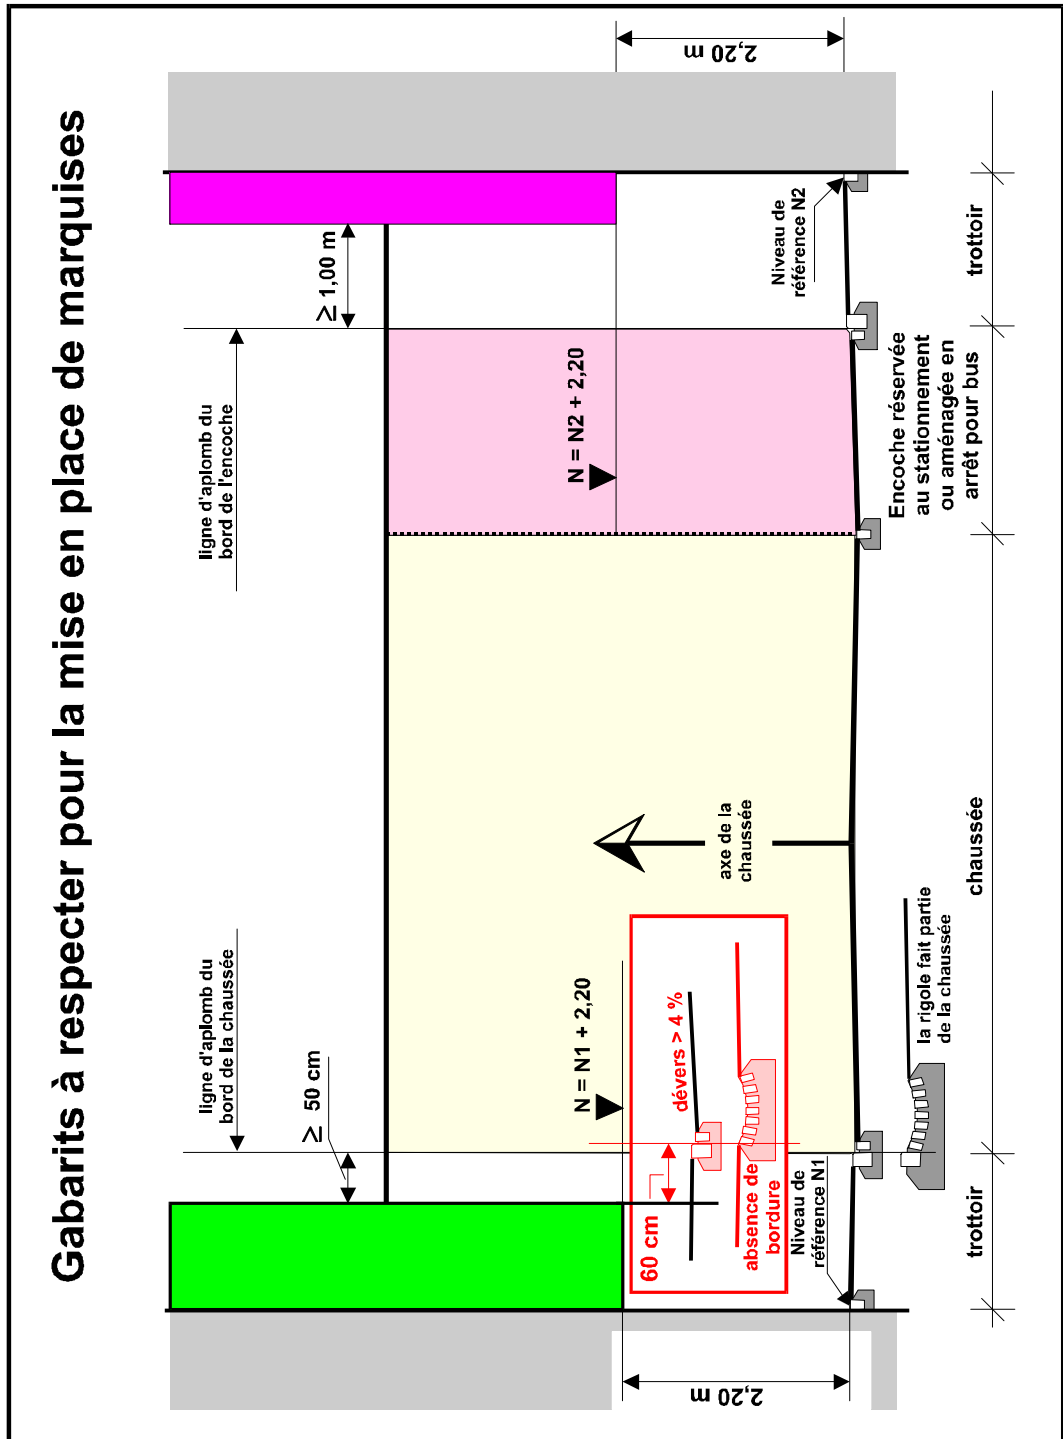 Gabarits à respecter pour la mise en place de marquises
ligne d'aplomb du
bord de la chaussée
ligne d'aplomb du
bord de l'encoche
≥ 50 cm
≥ 1,00 m
N = N1 + 2,20
N = N2 + 2,20
60 cm
dévers > 4 %
absence de
bordure
axe de la
chaussée
2,20 m
2,20 m
Niveau de
référence N1
Niveau de
référence N2
la rigole fait partie
de la chaussée
Encoche réservée
au stationnement
ou aménagée en
arrêt pour bus
trottoir
chaussée
trottoir